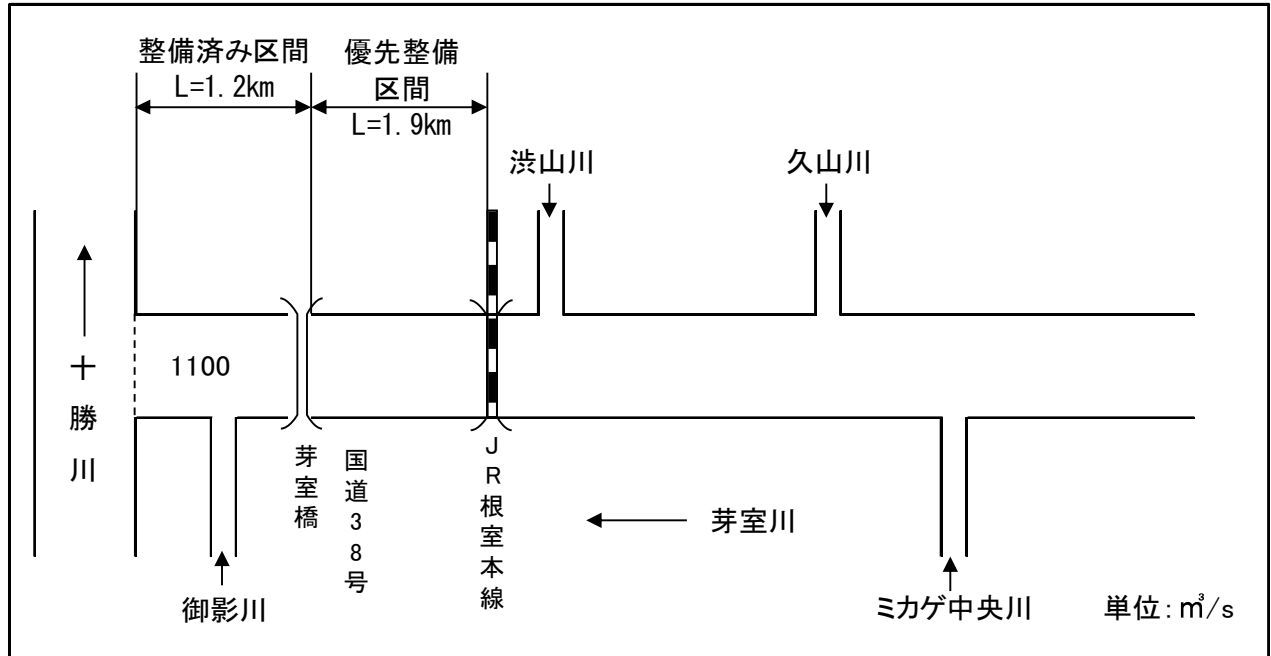 整備済み区間
L=1.2km
優先整備
区間
L=1.9km
渋山川
久山川
十勝川
1100
芽室橋
国道38号
JR根室本線
芽室川
御影川
ミカゲ中央川
単位:㎥/s